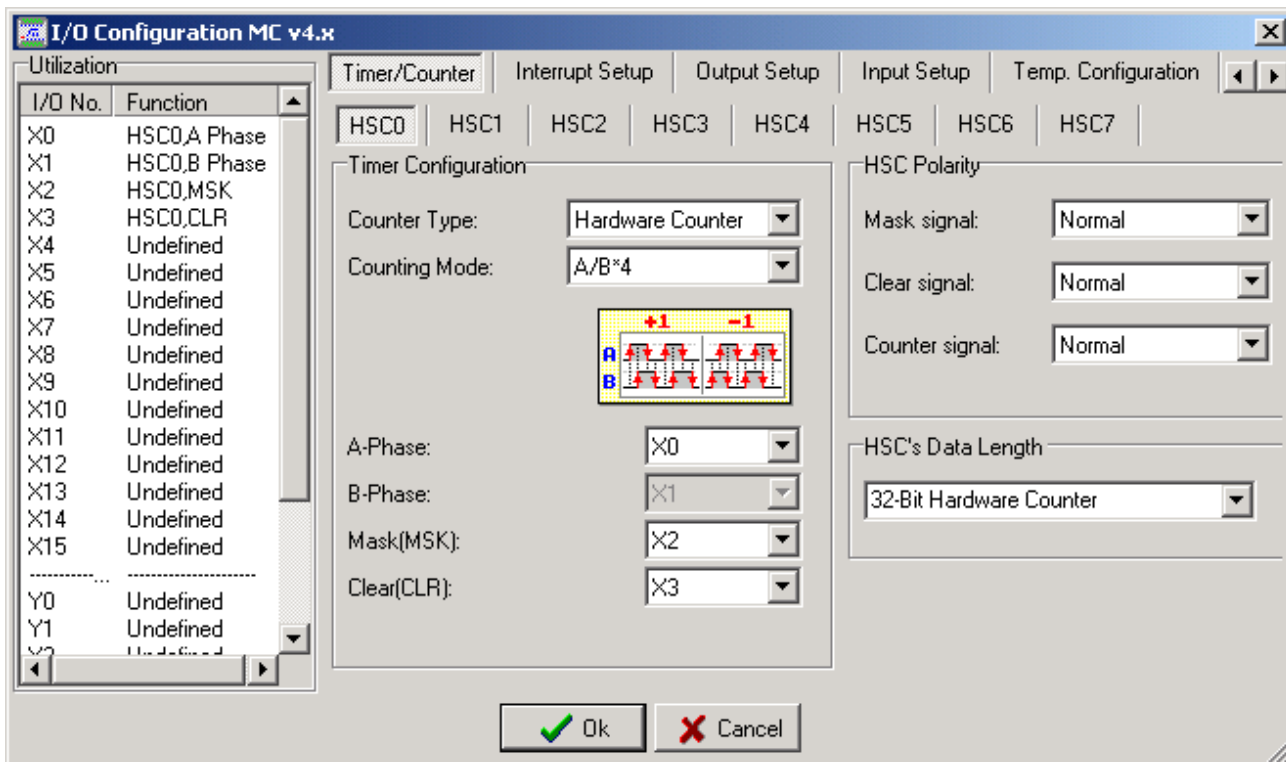 I/O Configuration MC v4.x
Utilization
I/O No. Function
X0 HSC0,A Phase
X1 HSC0,B Phase
X2 HSC0,MSK
X3 HSC0,CLR
X4 Undefined
X5 Undefined
X6 Undefined
X7 Undefined
X8 Undefined
X9 Undefined
X10 Undefined
X11 Undefined
X12 Undefined
X13 Undefined
X14 Undefined
X15 Undefined
-----------... ---------------------
Y0 Undefined
Y1 Undefined
Timer/Counter Interrupt Setup Output Setup Input Setup Temp. Configuration
HSC0 HSC1 HSC2 HSC3 HSC4 HSC5 HSC6 HSC7
Timer Configuration
Counter Type: Hardware Counter
Counting Mode: A/B*4
+1 -1
A
B
A-Phase: X0
B-Phase: X1
Mask(MSK): X2
Clear(CLR): X3
HSC Polarity
Mask signal: Normal
Clear signal: Normal
Counter signal: Normal
HSC's Data Length
32-Bit Hardware Counter
Ok Cancel